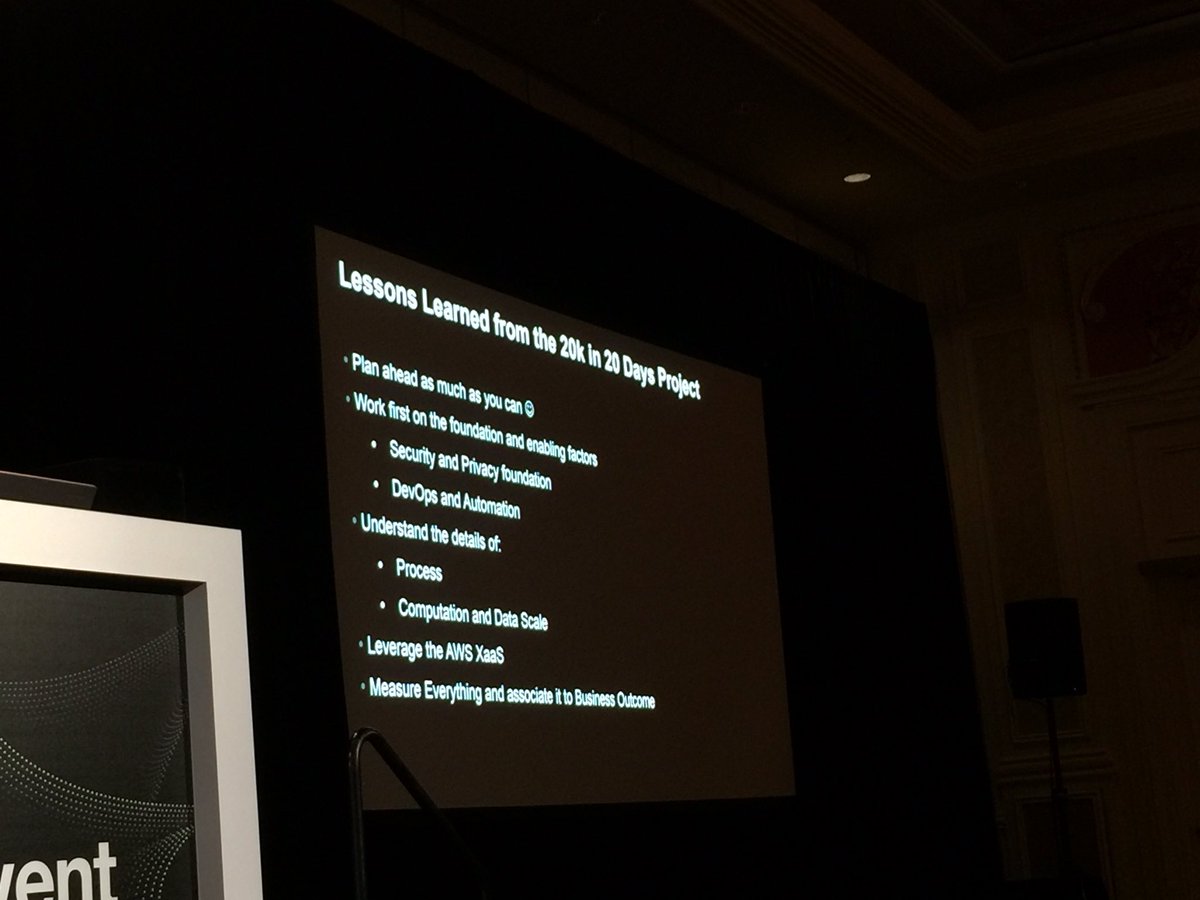 Lessons Learned from the 20k in 20 Days Project
• Plan ahead as much as you can 😊
• Work first on the foundation and enabling factors
• Security and Privacy foundation
• DevOps and Automation
• Understand the details of:
• Process
• Computation and Data Scale
• Leverage the AWS XaaS
• Measure Everything and associate it to Business Outcome
vent